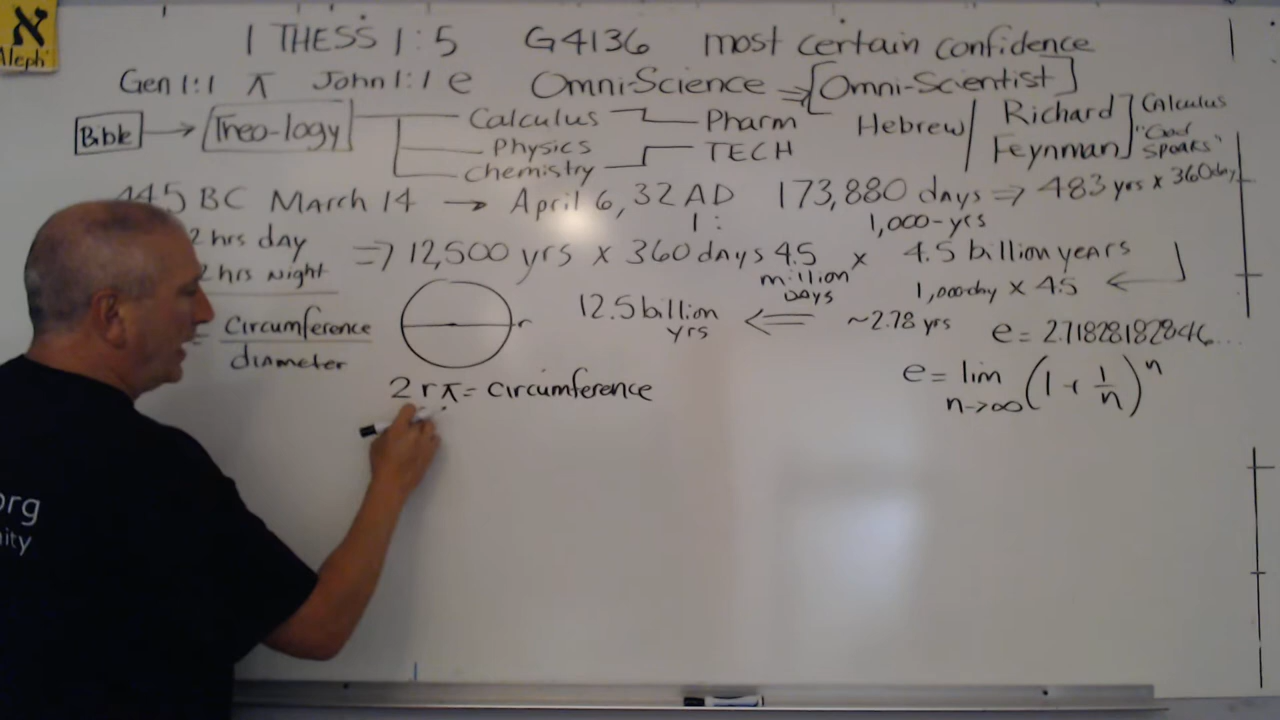 א
Aleph
1 THESS 1:5 G4136 most certain confidence
Gen 1:1 π John 1:1 e Omni-Science => [Omni-Scientist]
Bible → Theo-logy Calculus Pharm Hebrew / Richard Feynman] Calculus "God Speaks"
Physics TECH
Chemistry
445 BC March 14 → April 6, 32 AD 173,880 days => 483 yrs x 360 day
1: 1,000-yrs
2 hrs day => 12,500 yrs x 360 days 4.5 million Days x 4.5 billion years
2 hrs Night
1,000 day x 4.5
12.5 billion yrs <= ~2.78 yrs e = 2.71828182846...
= Circumference / diameter r
e = lim n->∞ (1 + 1/n)^n
2 r π = circumference
org
ity